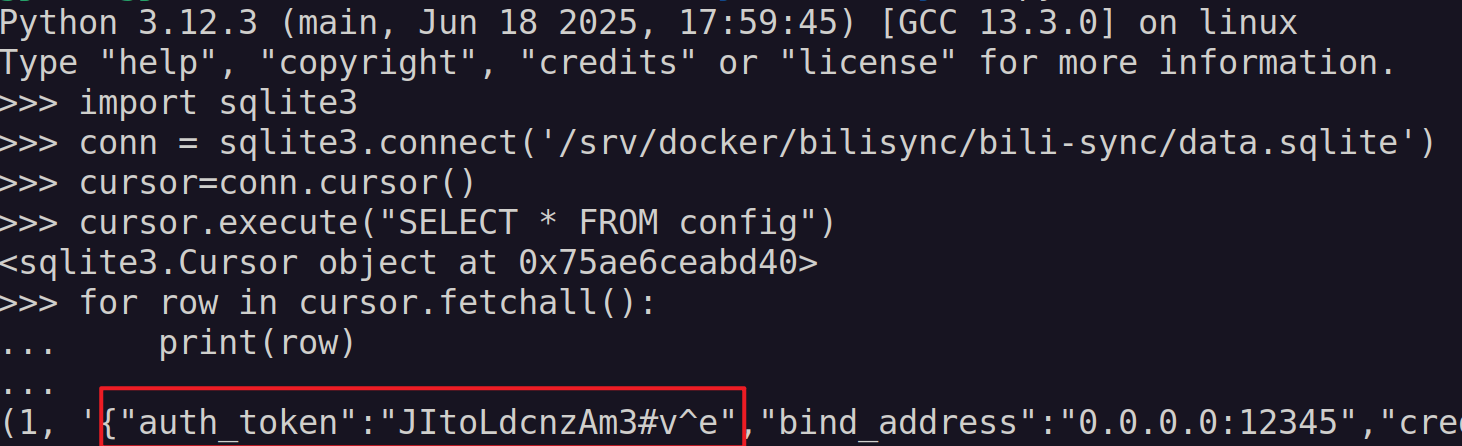 Python 3.12.3 (main, Jun 18 2025, 17:59:45) [GCC 13.3.0] on linux
Type "help", "copyright", "credits" or "license" for more information.
>>> import sqlite3
>>> conn = sqlite3.connect('/srv/docker/bilisync/bili-sync/data.sqlite')
>>> cursor=conn.cursor()
>>> cursor.execute("SELECT * FROM config")
<sqlite3.Cursor object at 0x75ae6ceabd40>
>>> for row in cursor.fetchall():
...     print(row)
...
(1, '{"auth_token":"JItoLdcnzAm3#v^e","bind_address":"0.0.0.0:12345","cre